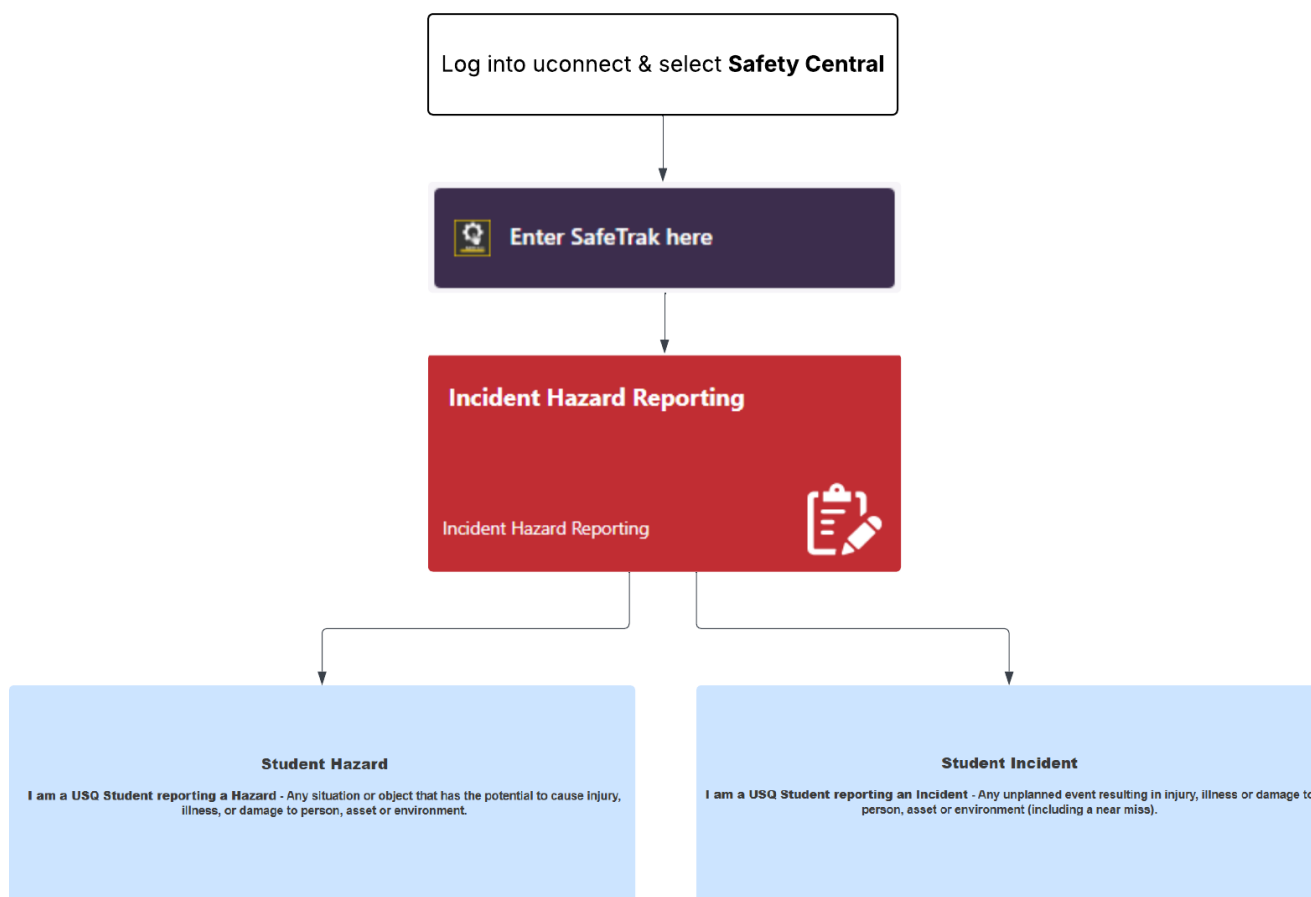 Log into uconnect & select Safety Central
Enter SafeTrak here
Incident Hazard Reporting
Incident Hazard Reporting
Student Hazard
I am a USQ Student reporting a Hazard - Any situation or object that has the potential to cause injury,
illness, or damage to person, asset or environment.
Student Incident
I am a USQ Student reporting an Incident - Any unplanned event resulting in injury, illness or damage to
person, asset or environment (including a near miss).